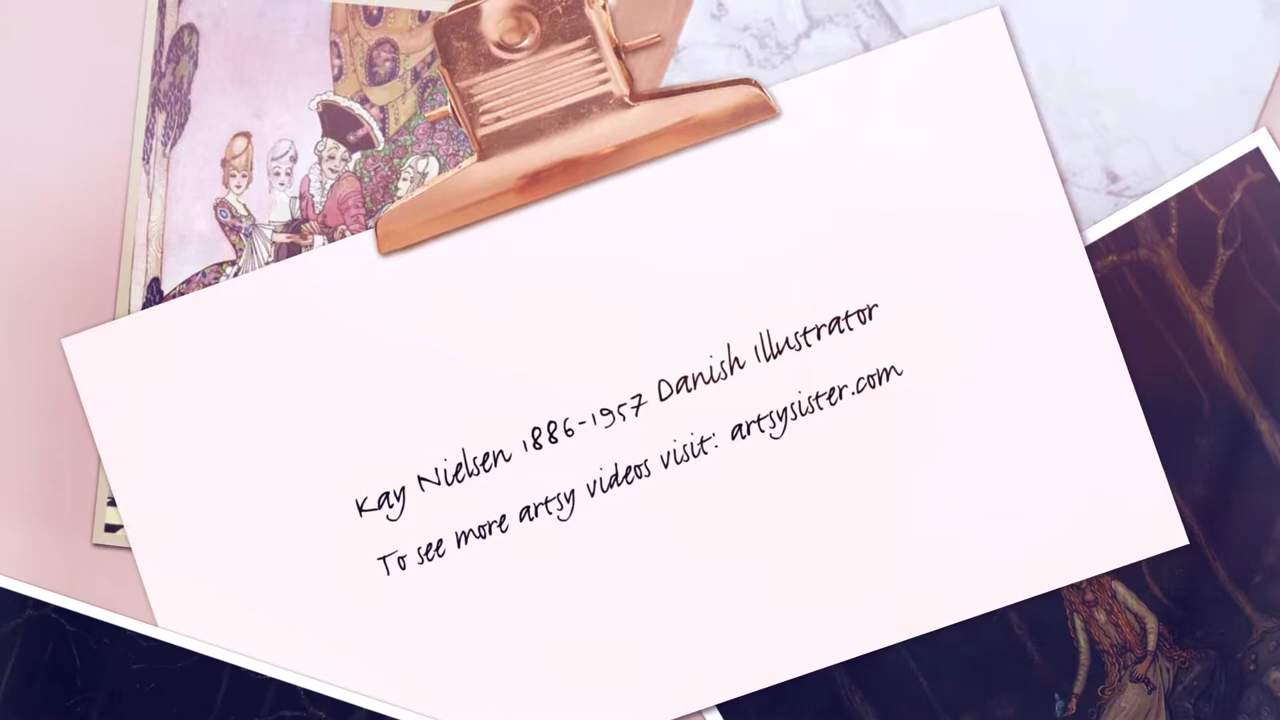 Kay Nielsen 1886-1957 Danish Illustrator
To see more artsy videos visit: artsysister.com